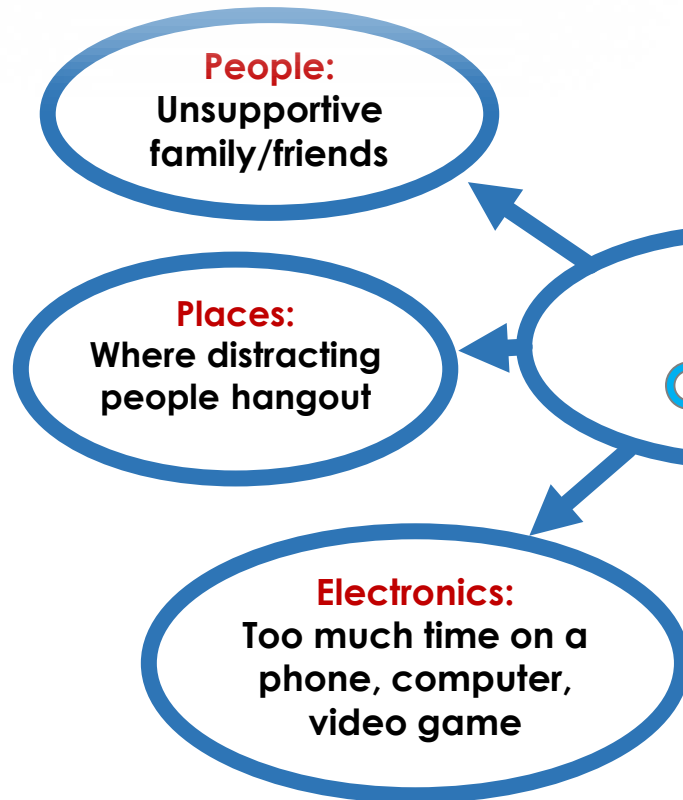 People:
Unsupportive
family/friends
Places:
Where distracting
people hangout
Electronics:
Too much time on a
phone, computer,
video game